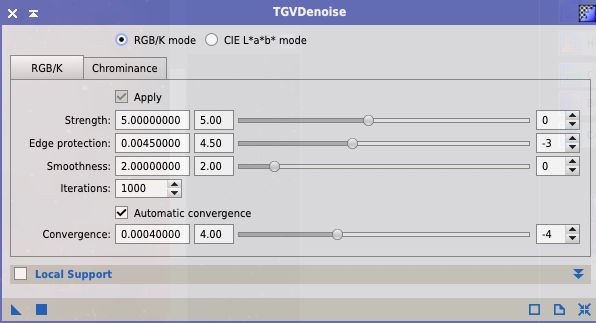 TGVDenoise
RGB/K mode CIE L*a*b* mode
RGB/K Chrominance
Apply
Strength: 5.00000000 5.00 0
Edge protection: 0.00450000 4.50 -3
Smoothness: 2.00000000 2.00 0
Iterations: 1000
Automatic convergence
Convergence: 0.00040000 4.00 -4
Local Support